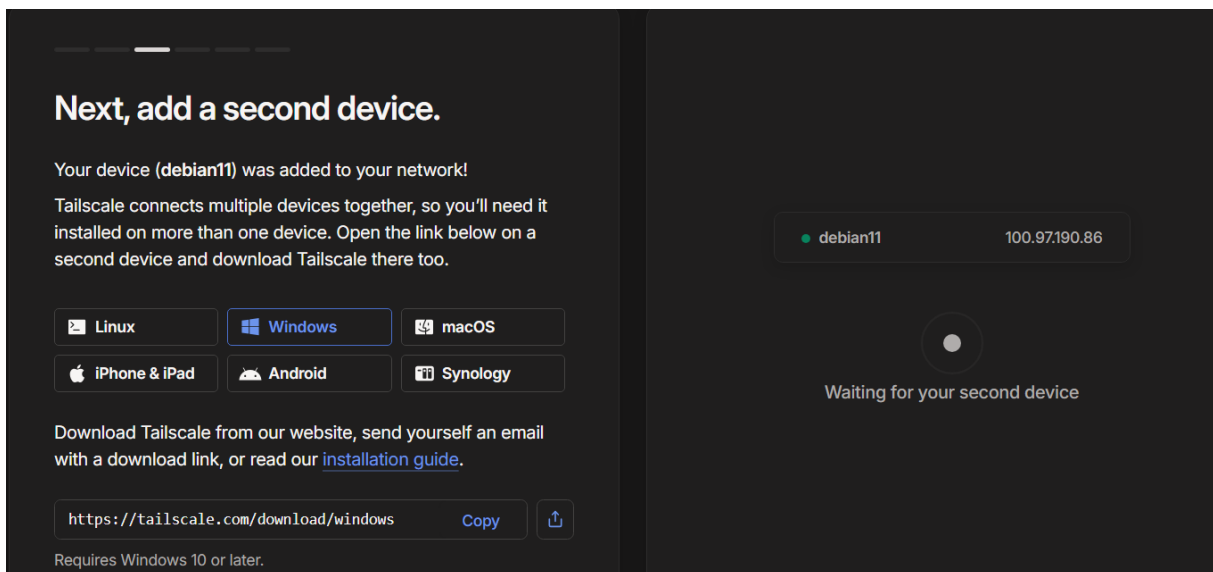 Next, add a second device.
Your device (debian11) was added to your network!
Tailscale connects multiple devices together, so you’ll need it
installed on more than one device. Open the link below on a
second device and download Tailscale there too.
Linux
Windows
macOS
iPhone & iPad
Android
Synology
Download Tailscale from our website, send yourself an email
with a download link, or read our installation guide.
https://tailscale.com/download/windows
Copy
Requires Windows 10 or later.
debian11
100.97.190.86
Waiting for your second device